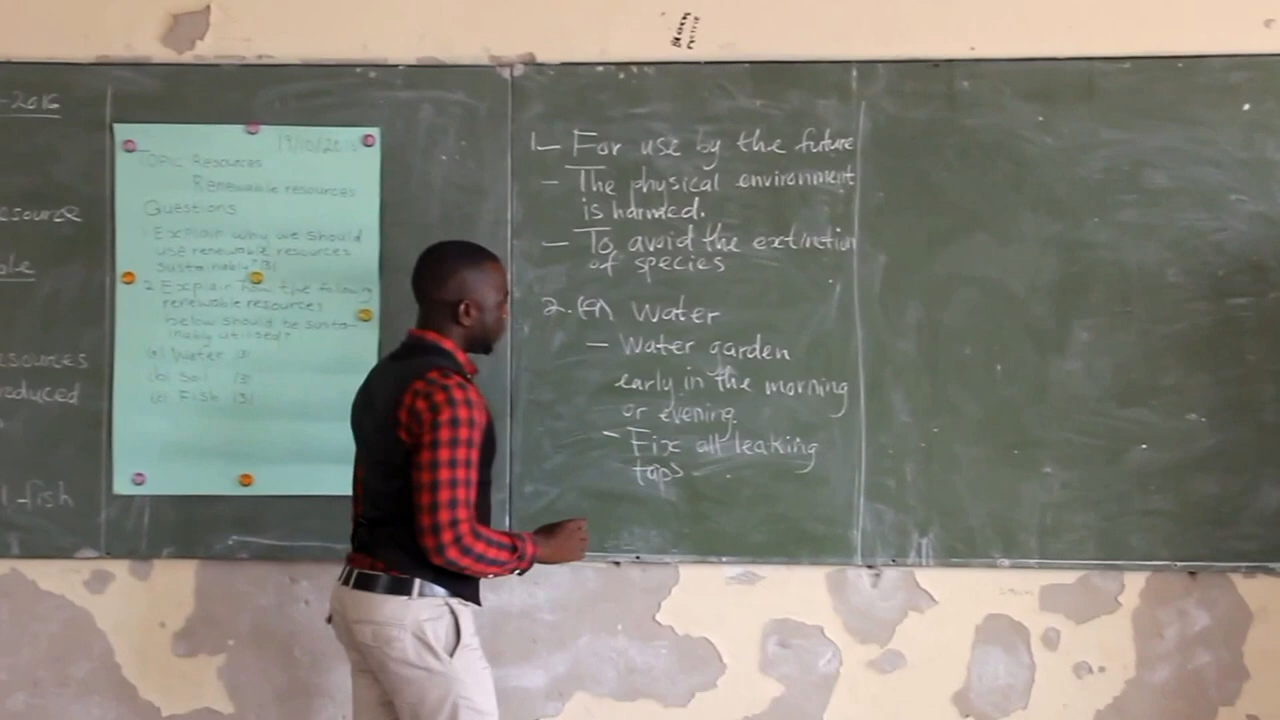 -2016
esource
ble
esources
roduced
l fish
19/10/2016
TOPIC Resources
Renewable resources
Questions
1 Explain why we should
use renewable resources
sustainably? (3)
2. Explain how the following
renewable resources
below should be susta-
inably utilised?
(a) Water (3)
(b) Soil (3)
(c) Fish (3)
1 - For use by the future
- The physical environment
is harmed.
- To avoid the extinction
of species
2. (a) Water
- Water garden
early in the morning
or evening.
- Fix all leaking
taps